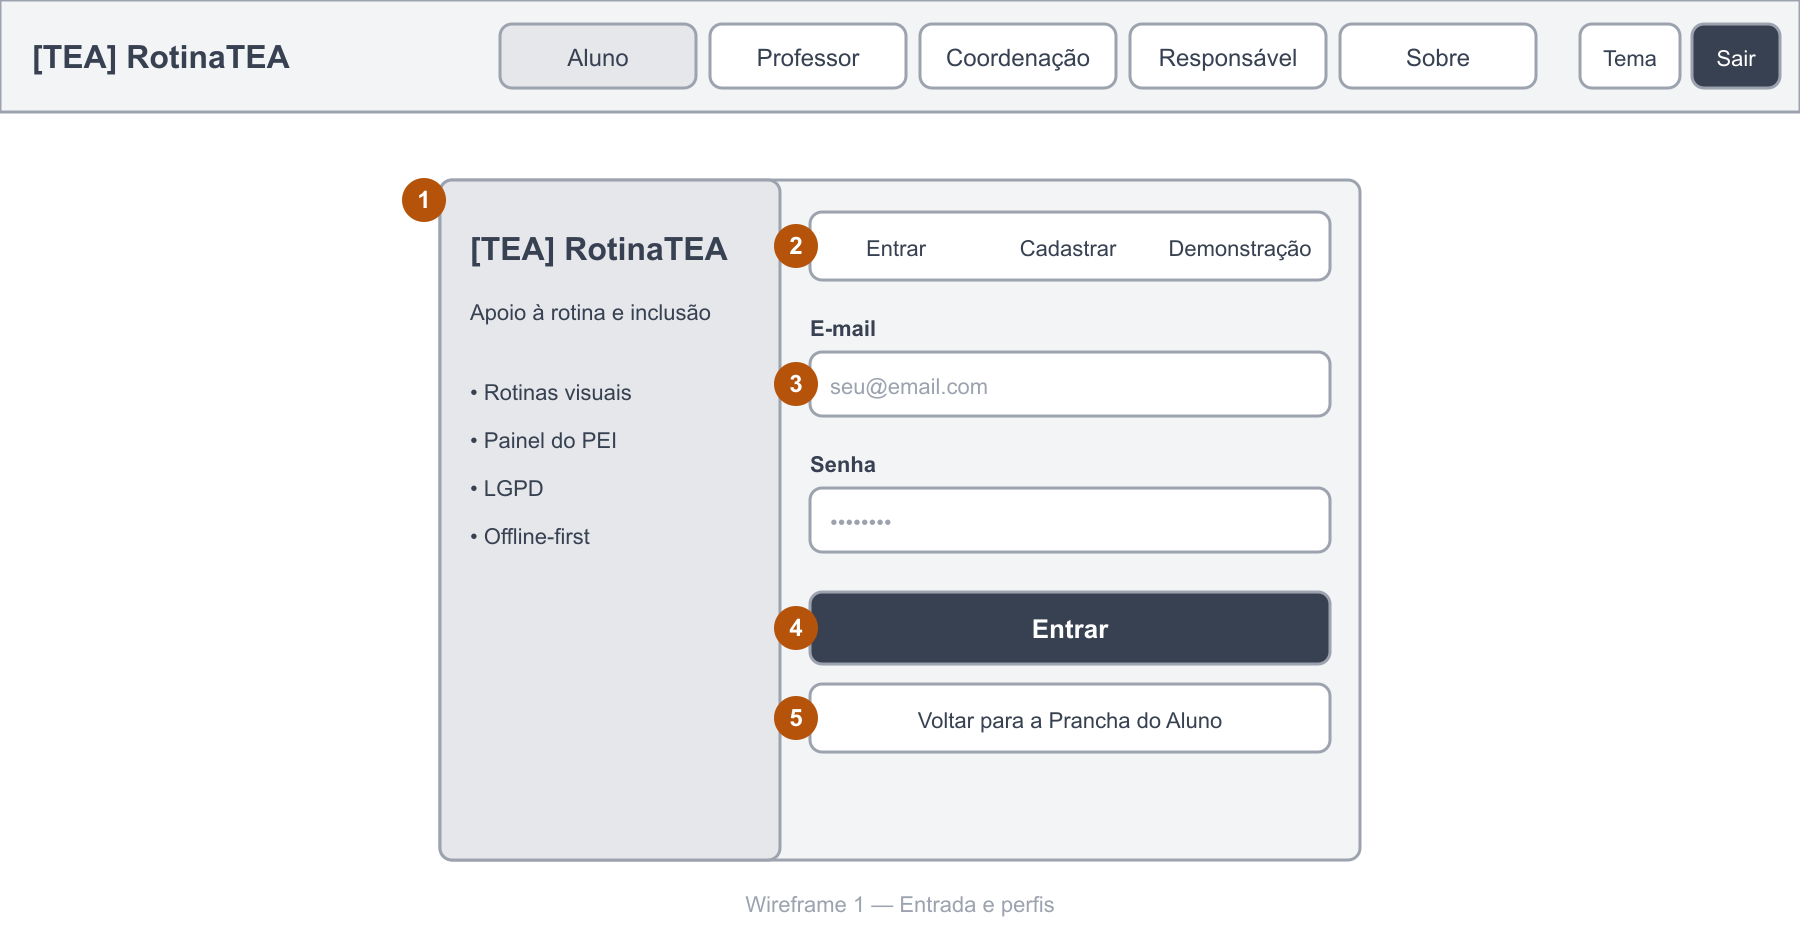 [TEA] RotinaTEA
Aluno
Professor
Coordenação
Responsável
Sobre
Tema
Sair
1
[TEA] RotinaTEA
Apoio à rotina e inclusão
• Rotinas visuais
• Painel do PEI
• LGPD
• Offline-first
2
Entrar
Cadastrar
Demonstração
E-mail
3
seu@email.com
Senha
••••••••
4
Entrar
5
Voltar para a Prancha do Aluno
Wireframe 1 — Entrada e perfis